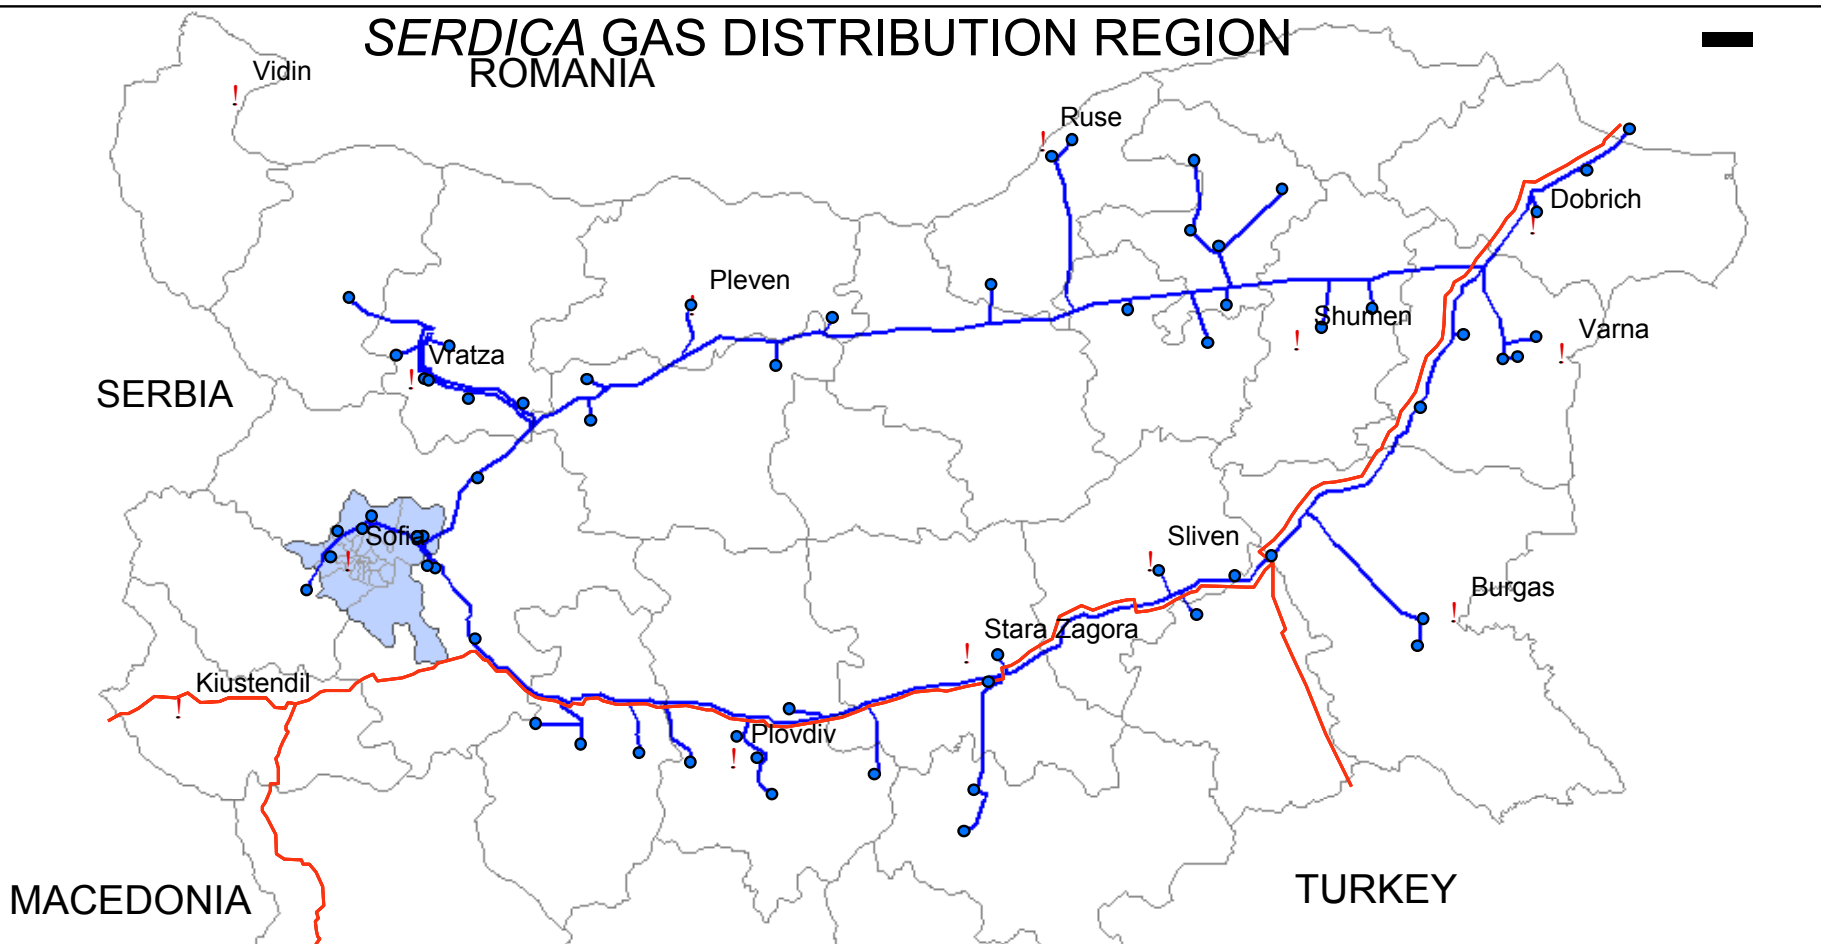 SERDICA GAS DISTRIBUTION REGION
ROMANIA
Vidin
Ruse
Dobrich
Pleven
Shumen
Varna
Vratza
SERBIA
Sofia
Sliven
Burgas
Stara Zagora
Kiustendil
Plovdiv
MACEDONIA
TURKEY